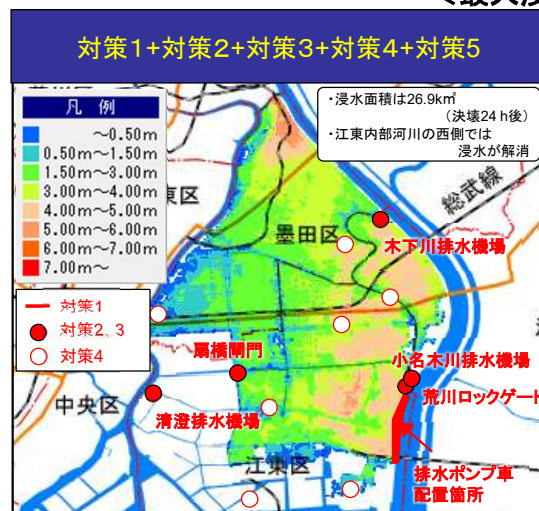 対策1+対策2+対策3+対策4+対策5
凡 例
～0.50m
0.50m～1.50m
1.50m～3.00m
3.00m～4.00m
4.00m～5.00m
5.00m～6.00m
6.00m～7.00m
7.00m～
・浸水面積は26.9k㎡
(決壊24ｈ後)
・江東内部河川の西側では
浸水が解消
総武線
東区
墨田区
木下川排水機場
対策1
対策2、3
対策4
扇橋閘門
小名木川排水機場
荒川ロックゲート
中央区
清澄排水機場
江東区
排水ポンプ車
配置箇所